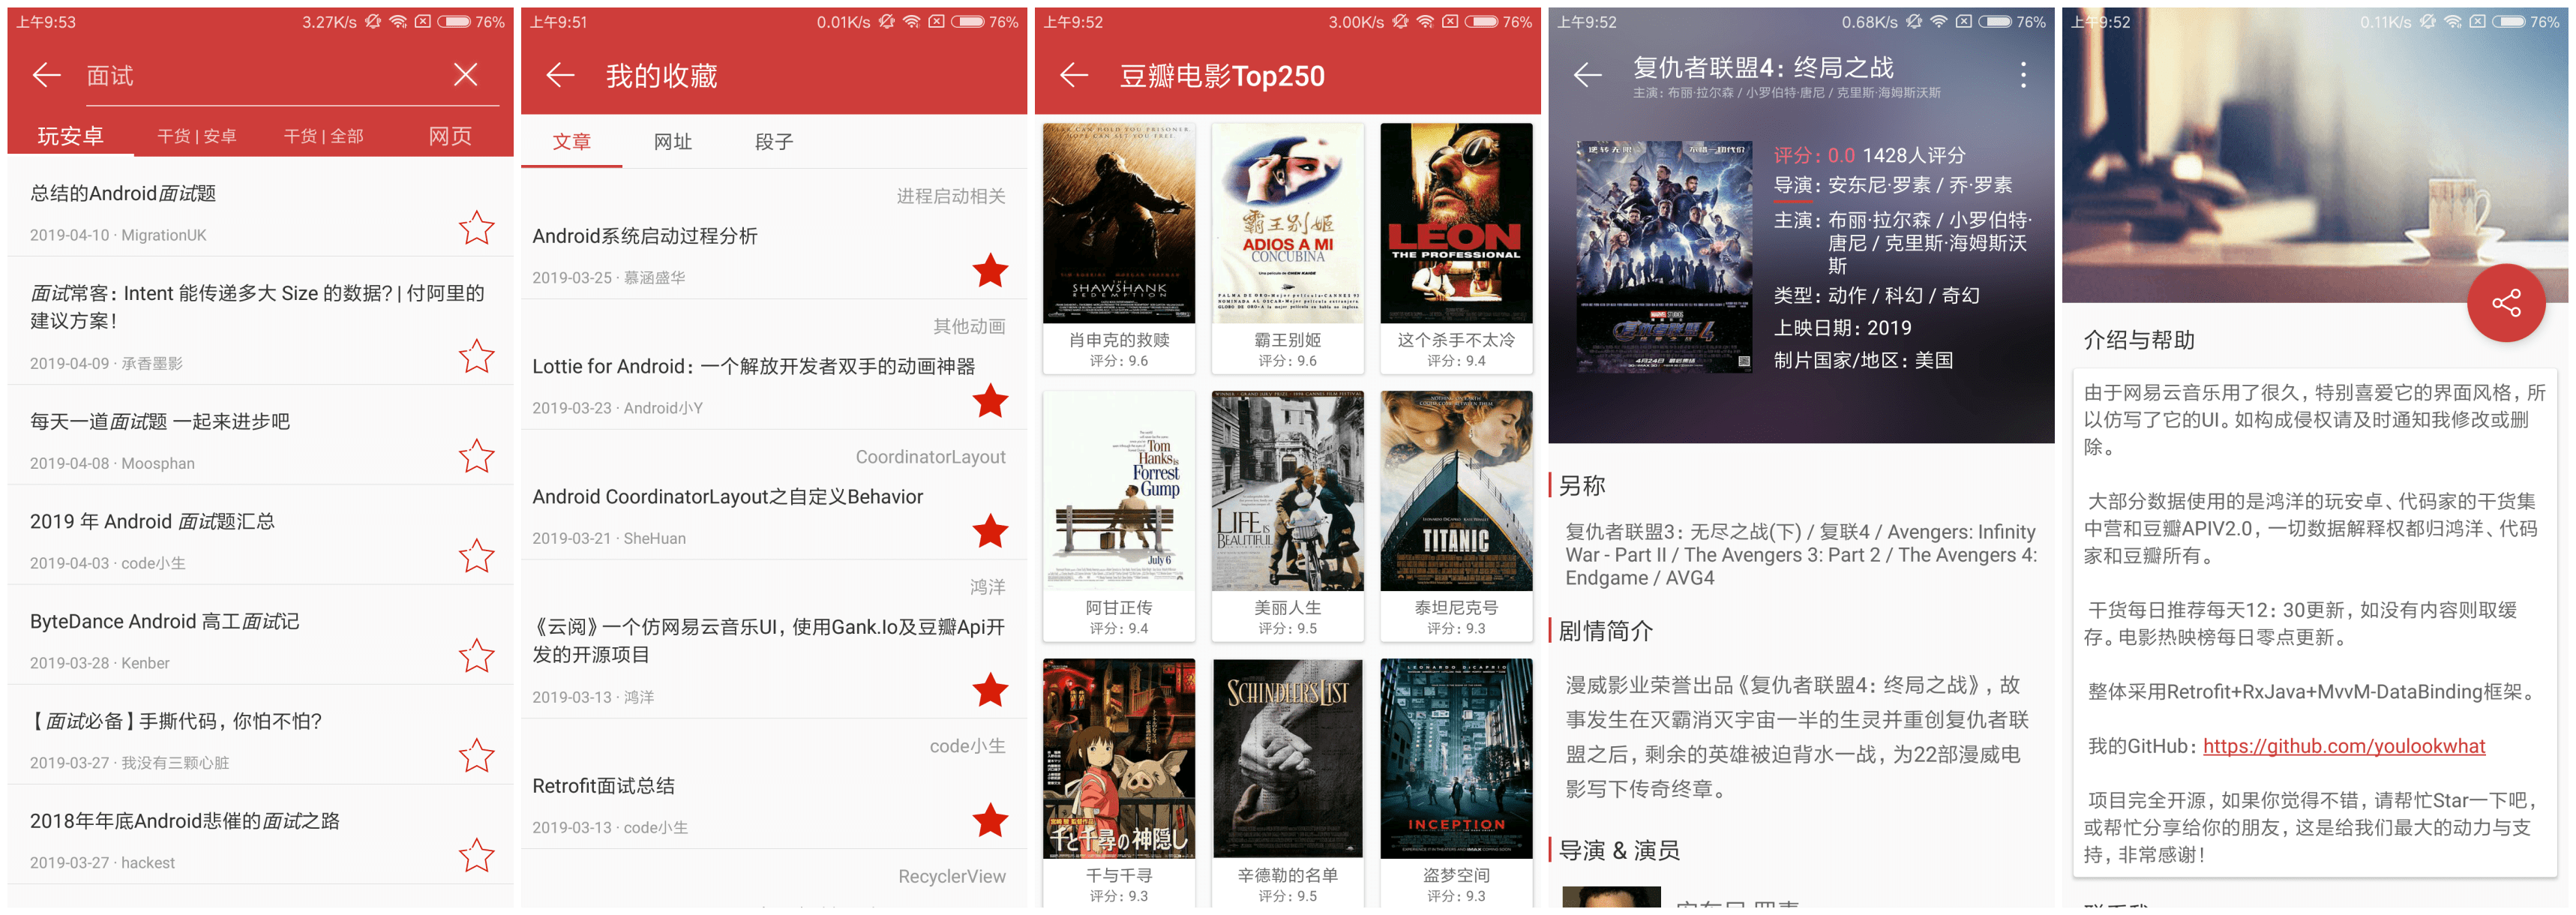 上午9:53
3.27K/s
76%
面试
玩安卓
干货 | 安卓
干货 | 全部
网页
总结的Android面试题
2019-04-10 · MigrationUK
面试常客：Intent 能传递多大 Size 的数据？| 付阿里的
建议方案！
2019-04-09 · 承香墨影
每天一道面试题 一起来进步吧
2019-04-08 · Moosphan
2019 年 Android 面试题汇总
2019-04-03 · code小生
ByteDance Android 高工面试记
2019-03-28 · Kenber
【面试必备】手撕代码，你怕不怕？
2019-03-27 · 我没有三颗心脏
2018年年底Android悲催的面试之路
2019-03-27 · hackest
上午9:51
0.01K/s
76%
我的收藏
文章
网址
段子
进程启动相关
Android系统启动过程分析
2019-03-25 · 慕涵盛华
其他动画
Lottie for Android：一个解放开发者双手的动画神器
2019-03-23 · Android小Y
CoordinatorLayout
Android CoordinatorLayout之自定义Behavior
2019-03-21 · SheHuan
鸿洋
《云阅》一个仿网易云音乐UI，使用Gank.Io及豆瓣Api开
发的开源项目
2019-03-13 · 鸿洋
code小生
Retrofit面试总结
2019-03-13 · code小生
RecyclerView
上午9:52
3.00K/s
76%
豆瓣电影Top250
THE
SHAWSHANK
REDEMPTION
肖申克的救赎
评分：9.6
霸王别姬
ADIOS A MI
CONCUBINA
Una película de CHEN KAIGE
霸王别姬
评分：9.6
LEON
THE PROFESSIONAL
这个杀手不太冷
评分：9.4
Tom
Hanks is
Forrest
Gump
July 6
阿甘正传
评分：9.4
LIFE IS
BEAUTIFUL
美丽人生
评分：9.5
LEONARDO DICAPRIO KATE WINSLET
TITANIC
泰坦尼克号
评分：9.3
千と千尋の神隠し
千与千寻
评分：9.3
SCHINDLER'S LIST
辛德勒的名单
评分：9.5
LEONARDO DICAPRIO
INCEPTION
盗梦空间
评分：9.3
上午9:52
0.68K/s
76%
复仇者联盟4：终局之战
主演：布丽·拉尔森 / 小罗伯特·唐尼 / 克里斯·海姆斯沃斯
逆转无限
不惜一切代价
MARVEL STUDIOS
复仇者联盟4
终局之战
4月24日
评分：0.0 1428人评分
导演：安东尼·罗素 / 乔·罗素
主演：布丽·拉尔森 / 小罗伯特·
唐尼 / 克里斯·海姆斯沃
斯
类型：动作 / 科幻 / 奇幻
上映日期：2019
制片国家/地区：美国
另称
复仇者联盟3：无尽之战(下) / 复联4 / Avengers: Infinity
War - Part II / The Avengers 3: Part 2 / The Avengers 4:
Endgame / AVG4
剧情简介
漫威影业荣誉出品《复仇者联盟4：终局之战》，故
事发生在灭霸消灭宇宙一半的生灵并重创复仇者联
盟之后，剩余的英雄被迫背水一战，为22部漫威电
影写下传奇终章。
导演 & 演员
安东尼·罗素
上午9:52
0.11K/s
76%
介绍与帮助
由于网易云音乐用了很久，特别喜爱它的界面风格，所
以仿写了它的UI。如构成侵权请及时通知我修改或删
除。
大部分数据使用的是鸿洋的玩安卓、代码家的干货集
中营和豆瓣APIV2.0，一切数据解释权都归鸿洋、代码
家和豆瓣所有。
干货每日推荐每天12：30更新，如没有内容则取缓
存。电影热映榜每日零点更新。
整体采用Retrofit+RxJava+MvvM-DataBinding框架。
我的GitHub：https://github.com/youlookwhat
项目完全开源，如果你觉得不错，请帮忙Star一下吧，
或帮忙分享给你的朋友，这是给我们最大的动力与支
持，非常感谢！